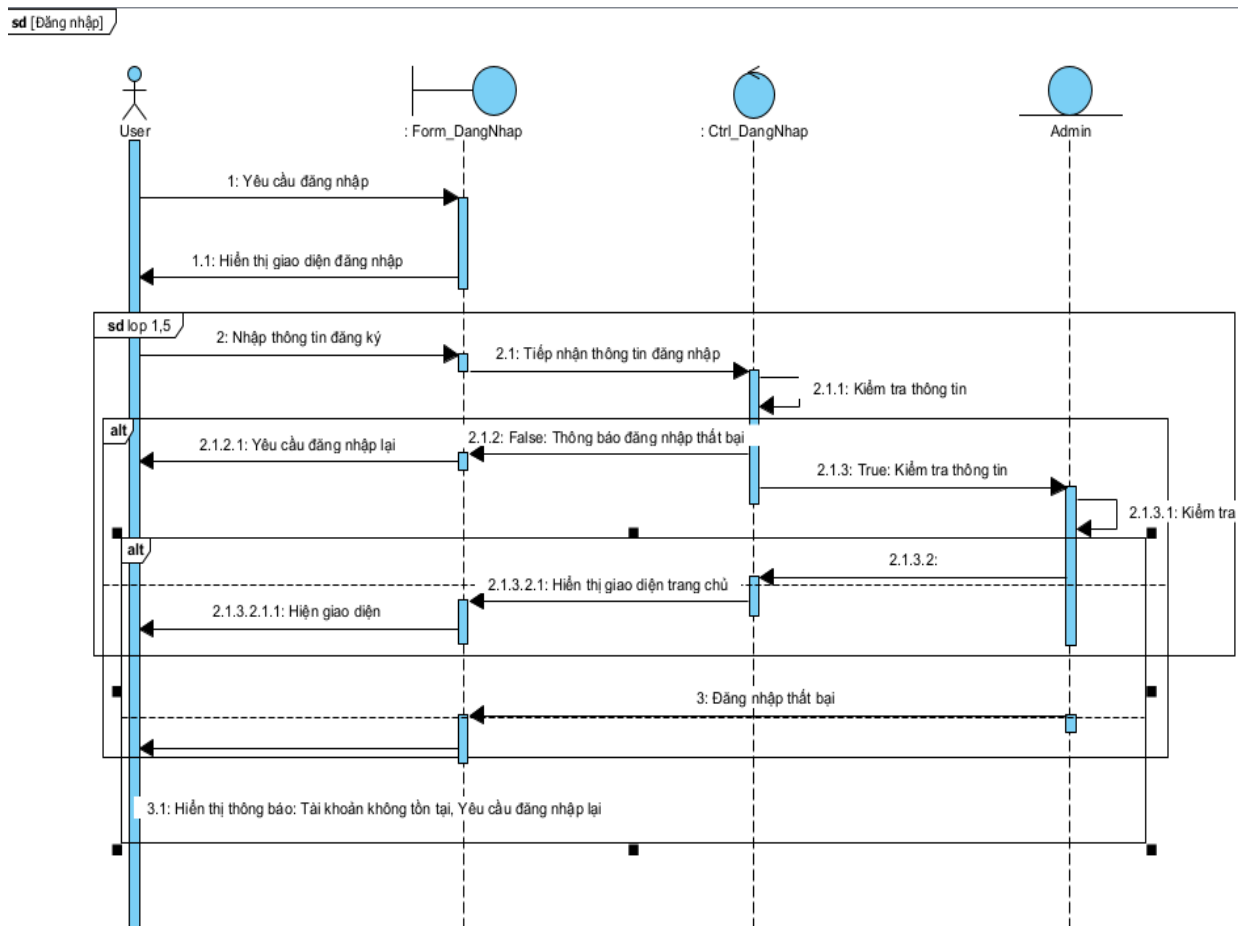 sd [Đăng nhập]
User
: Form_DangNhap
: Ctrl_DangNhap
Admin
1: Yêu cầu đăng nhập
1.1: Hiển thị giao diện đăng nhập
sd lop 1,5
2: Nhập thông tin đăng ký
2.1: Tiếp nhận thông tin đăng nhập
2.1.1: Kiểm tra thông tin
alt
2.1.2: False: Thông báo đăng nhập thất bại
2.1.2.1: Yêu cầu đăng nhập lại
2.1.3: True: Kiểm tra thông tin
2.1.3.1: Kiểm tra
alt
2.1.3.2:
2.1.3.2.1: Hiển thị giao diện trang chủ
2.1.3.2.1.1: Hiện giao diện
3: Đăng nhập thất bại
3.1: Hiển thị thông báo: Tài khoản không tồn tại, Yêu cầu đăng nhập lại